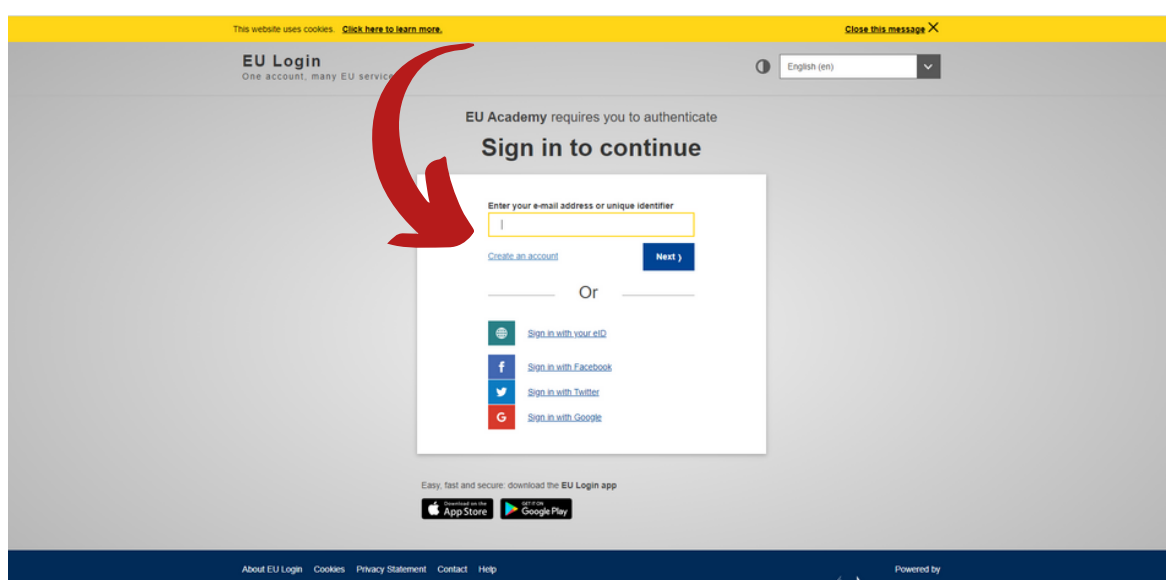 This website uses cookies. Click here to learn more.
Close this message
EU Login
One account, many EU service
English (en)
EU Academy requires you to authenticate
Sign in to continue
Enter your e-mail address or unique identifier
Create an account
Next
Or
Sign in with your eID
f
Sign in with Facebook
Sign in with Twitter
G
Sign in with Google
Easy, fast and secure: download the EU Login app
Download on the
App Store
GET IT ON
Google Play
About EU Login Cookies Privacy Statement Contact Help
Powered by